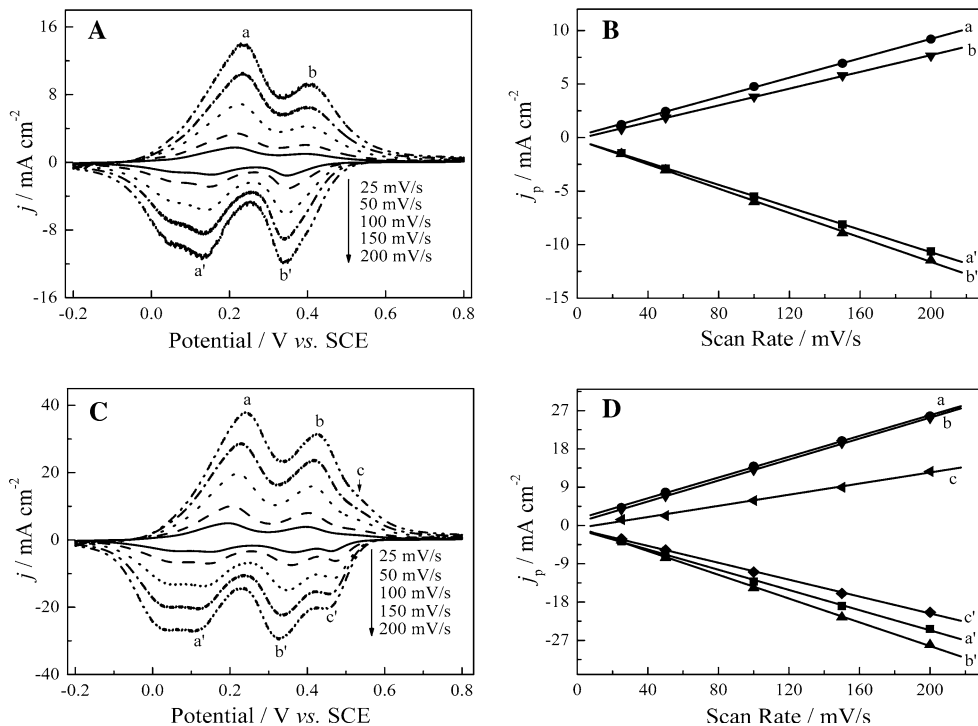 A
a
b
a'
b'
16
8
0
-8
-16
j / mA cm-2
25 mV/s
50 mV/s
100 mV/s
150 mV/s
200 mV/s
-0.2
0.0
0.2
0.4
0.6
0.8
Potential / V vs. SCE
B
a
b
a'
b'
10
5
0
-5
-10
-15
jp / mA cm-2
0
40
80
120
160
200
Scan Rate / mV/s
C
a
b
c
a'
b'
c'
40
20
0
-20
-40
j / mA cm-2
25 mV/s
50 mV/s
100 mV/s
150 mV/s
200 mV/s
-0.2
0.0
0.2
0.4
0.6
0.8
Potential / V vs. SCE
D
a
b
c
c'
a'
b'
27
18
9
0
-9
-18
-27
jp / mA cm-2
0
40
80
120
160
200
Scan Rate / mV/s